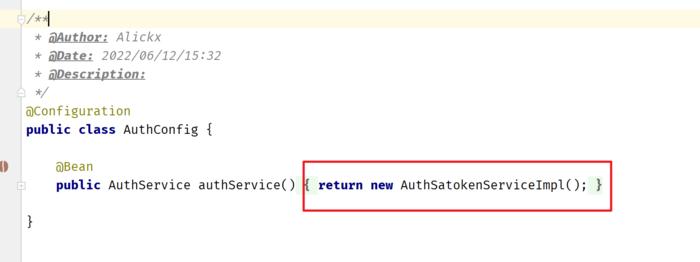 /**
* @Author: Alickx
* @Date: 2022/06/12/15:32
* @Description:
*/
@Configuration
public class AuthConfig {
@Bean
public AuthService authService() { return new AuthSatokenServiceImpl(); }
}